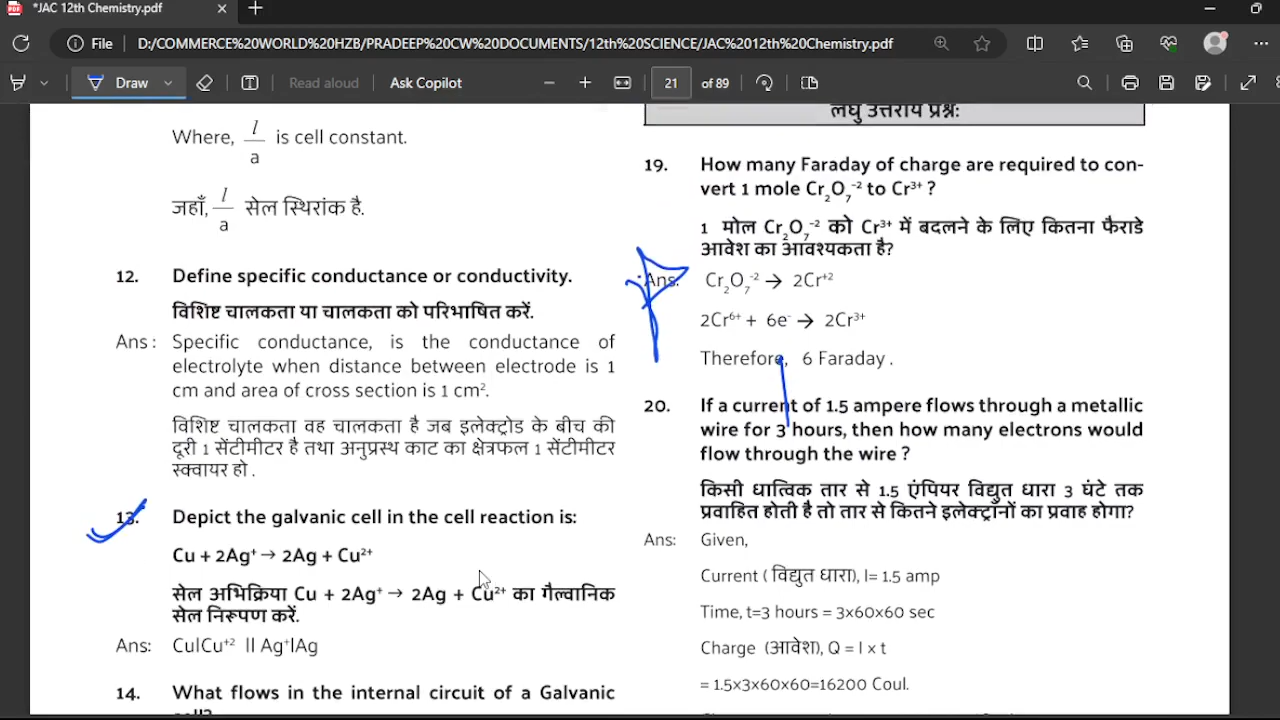 *JAC 12th Chemistry.pdf
File
D:/COMMERCE%20WORLD%20HZB/PRADEEP%20CW%20DOCUMENTS/12th%20SCIENCE/JAC%2012th%20Chemistry.pdf
Draw
Read aloud
Ask Copilot
21 of 89
Where, l/a is cell constant.
जहाँ, l/a सेल स्थिरांक है.
12. Define specific conductance or conductivity.
विशिष्ट चालकता या चालकता को परिभाषित करें.
Ans : Specific conductance, is the conductance of
electrolyte when distance between electrode is 1
cm and area of cross section is 1 cm².
विशिष्ट चालकता वह चालकता है जब इलेक्ट्रोड के बीच की
दूरी 1 सेंटीमीटर है तथा अनुप्रस्थ काट का क्षेत्रफल 1 सेंटीमीटर
स्क्वायर हो .
13. Depict the galvanic cell in the cell reaction is:
Cu + 2Ag⁺ → 2Ag + Cu²⁺
सेल अभिक्रिया Cu + 2Ag⁺ → 2Ag + Cu²⁺ का गैल्वानिक
सेल निरूपण करें.
Ans: Cu|Cu⁺² || Ag⁺|Ag
14. What flows in the internal circuit of a Galvanic
cell?
लघु उत्तरीय प्रश्न:
19. How many Faraday of charge are required to con-
vert 1 mole Cr₂O₇⁻² to Cr³⁺ ?
1 मोल Cr₂O₇⁻² को Cr³⁺ में बदलने के लिए कितना फैराडे
आवेश का आवश्यकता है?
Ans: Cr₂O₇⁻² → 2Cr⁺²
2Cr⁶⁺ + 6e⁻ → 2Cr³⁺
Therefore, 6 Faraday .
20. If a current of 1.5 ampere flows through a metallic
wire for 3 hours, then how many electrons would
flow through the wire ?
किसी धात्विक तार से 1.5 एंपियर विद्युत धारा 3 घंटे तक
प्रवाहित होती है तो तार से कितने इलेक्ट्रॉनों का प्रवाह होगा?
Ans: Given,
Current ( विद्युत धारा), I= 1.5 amp
Time, t=3 hours = 3x60x60 sec
Charge (आवेश), Q = I x t
= 1.5x3x60x60=16200 Coul.